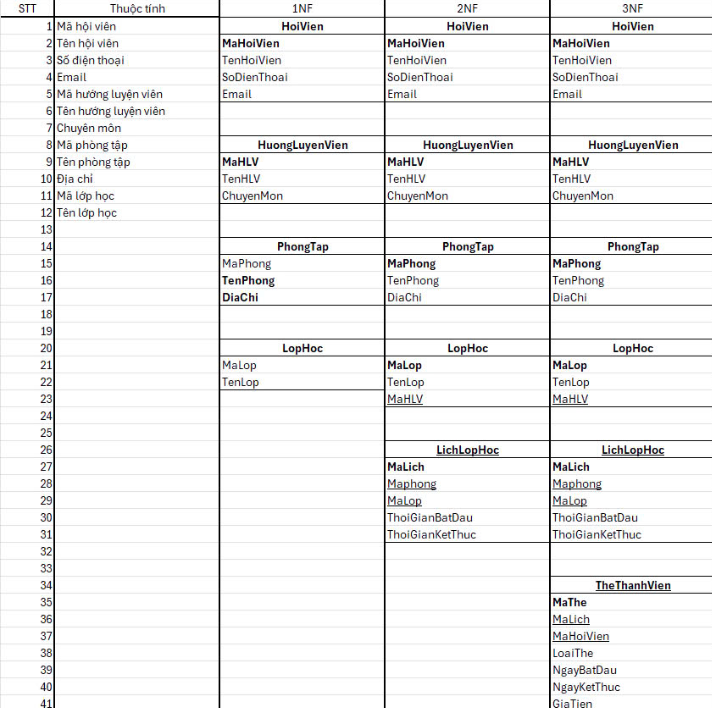 STT Thuộc tính 1NF 2NF 3NF
1 Mã hội viên HoiVien HoiVien HoiVien
2 Tên hội viên MaHoiVien MaHoiVien MaHoiVien
3 Số điện thoại TenHoiVien TenHoiVien TenHoiVien
4 Email SoDienThoai SoDienThoai SoDienThoai
5 Mã hướng luyện viên Email Email Email
6 Tên hướng luyện viên
7 Chuyên môn
8 Mã phòng tập HuongLuyenVien HuongLuyenVien HuongLuyenVien
9 Tên phòng tập MaHLV MaHLV MaHLV
10 Địa chỉ TenHLV TenHLV TenHLV
11 Mã lớp học ChuyenMon ChuyenMon ChuyenMon
12 Tên lớp học
13
14 PhongTap PhongTap PhongTap
15 MaPhong MaPhong MaPhong
16 TenPhong TenPhong TenPhong
17 DiaChi DiaChi DiaChi
18
19
20 LopHoc LopHoc LopHoc
21 MaLop MaLop MaLop
22 TenLop TenLop TenLop
23 MaHLV MaHLV
24
25
26 LichLopHoc LichLopHoc
27 MaLich MaLich
28 Maphong Maphong
29 MaLop MaLop
30 ThoiGianBatDau ThoiGianBatDau
31 ThoiGianKetThuc ThoiGianKetThuc
32
33
34 TheThanhVien
35 MaThe
36 MaLich
37 MaHoiVien
38 LoaiThe
39 NgayBatDau
40 NgayKetThuc
41 GiaTien